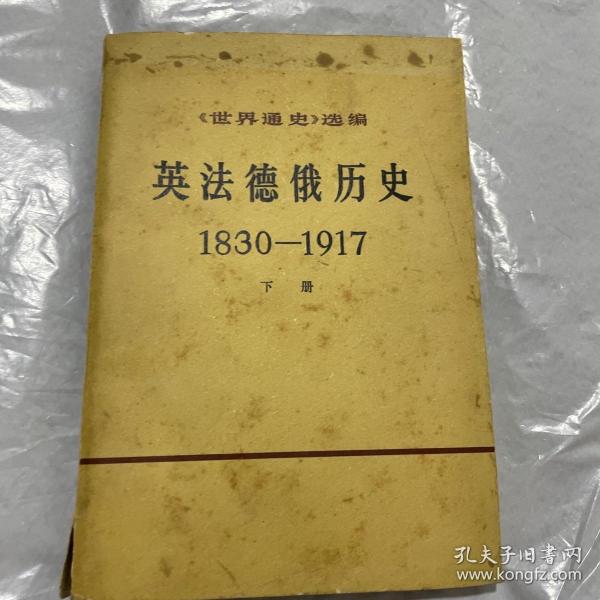 《世界通史》选编
英法德俄历史
1830—1917
下册
孔夫子旧书网
www.kongfz.com